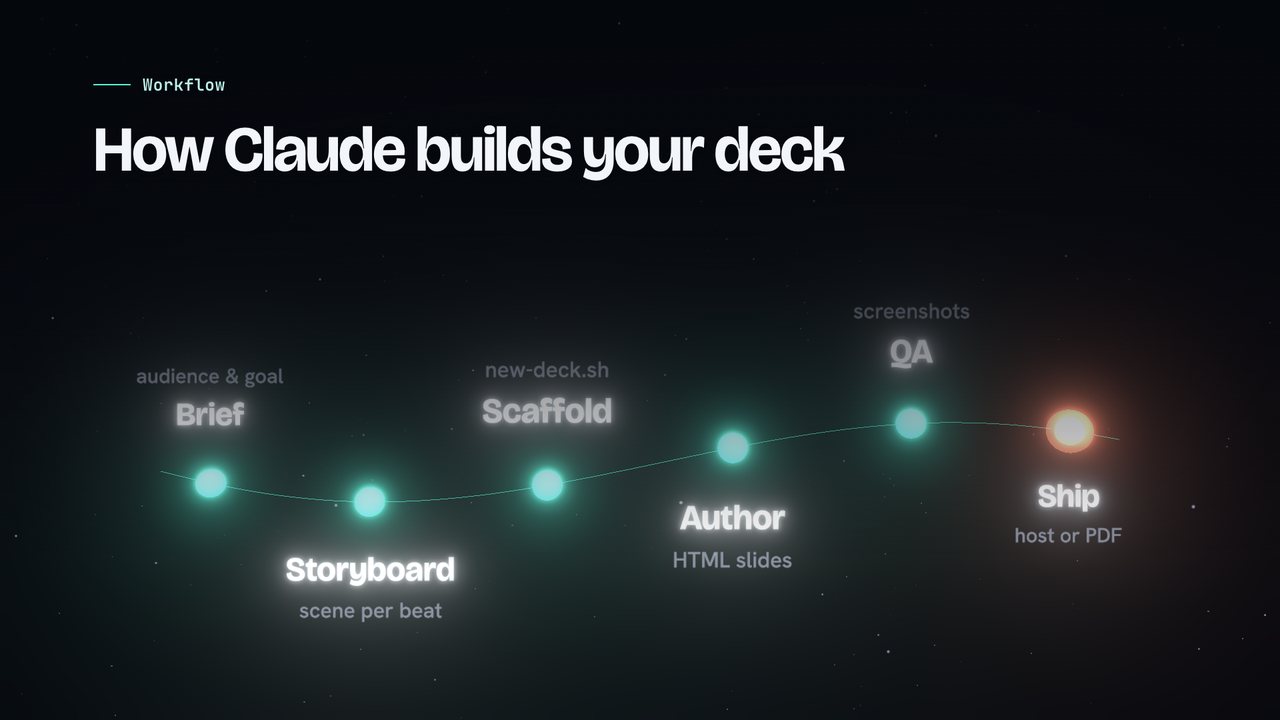 Workflow
How Claude builds your deck
audience & goal
Brief
Storyboard
scene per beat
new-deck.sh
Scaffold
Author
HTML slides
screenshots
QA
Ship
host or PDF